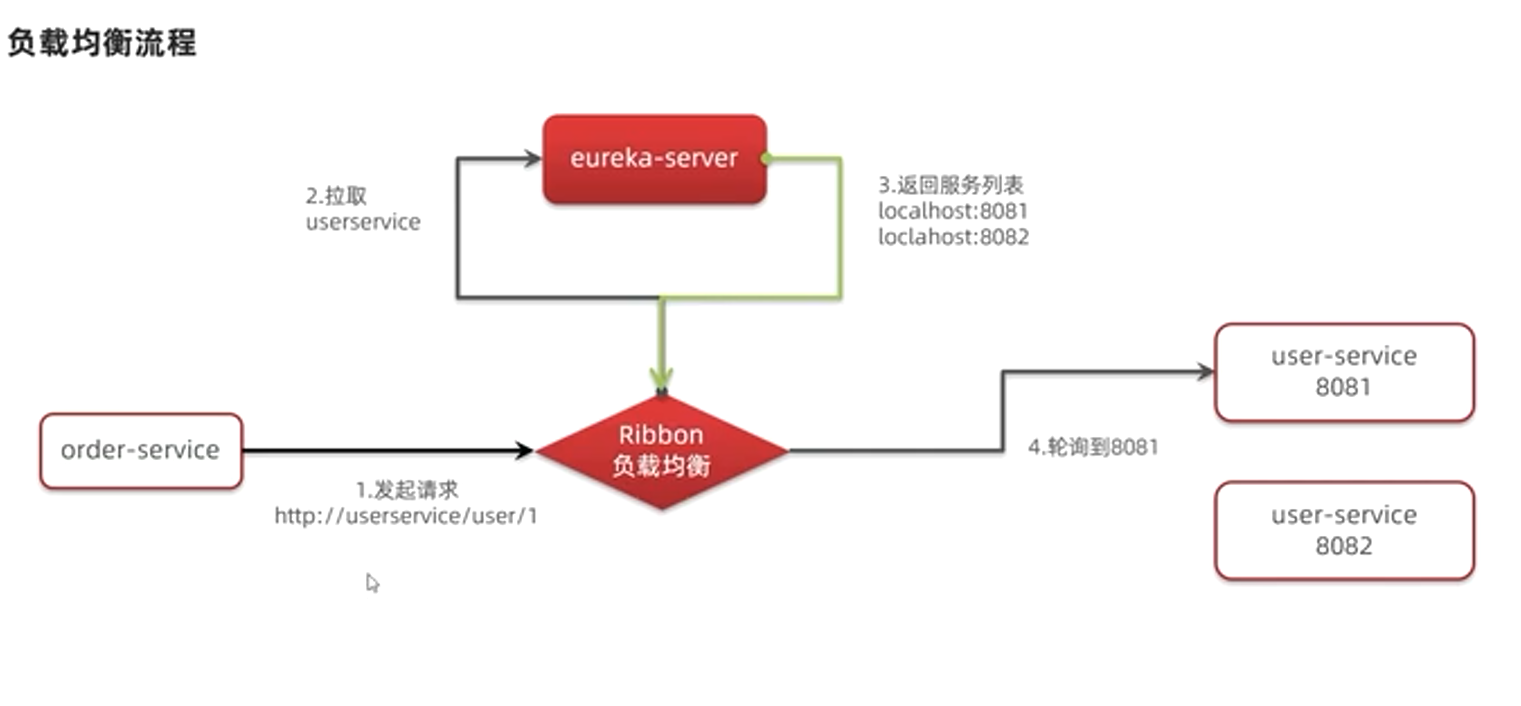 负载均衡流程
eureka-server
2.拉取
userservice
3.返回服务列表
localhost:8081
loclahost:8082
user-service
8081
order-service
Ribbon
负载均衡
4.轮询到8081
1.发起请求
http://userservice/user/1
user-service
8082